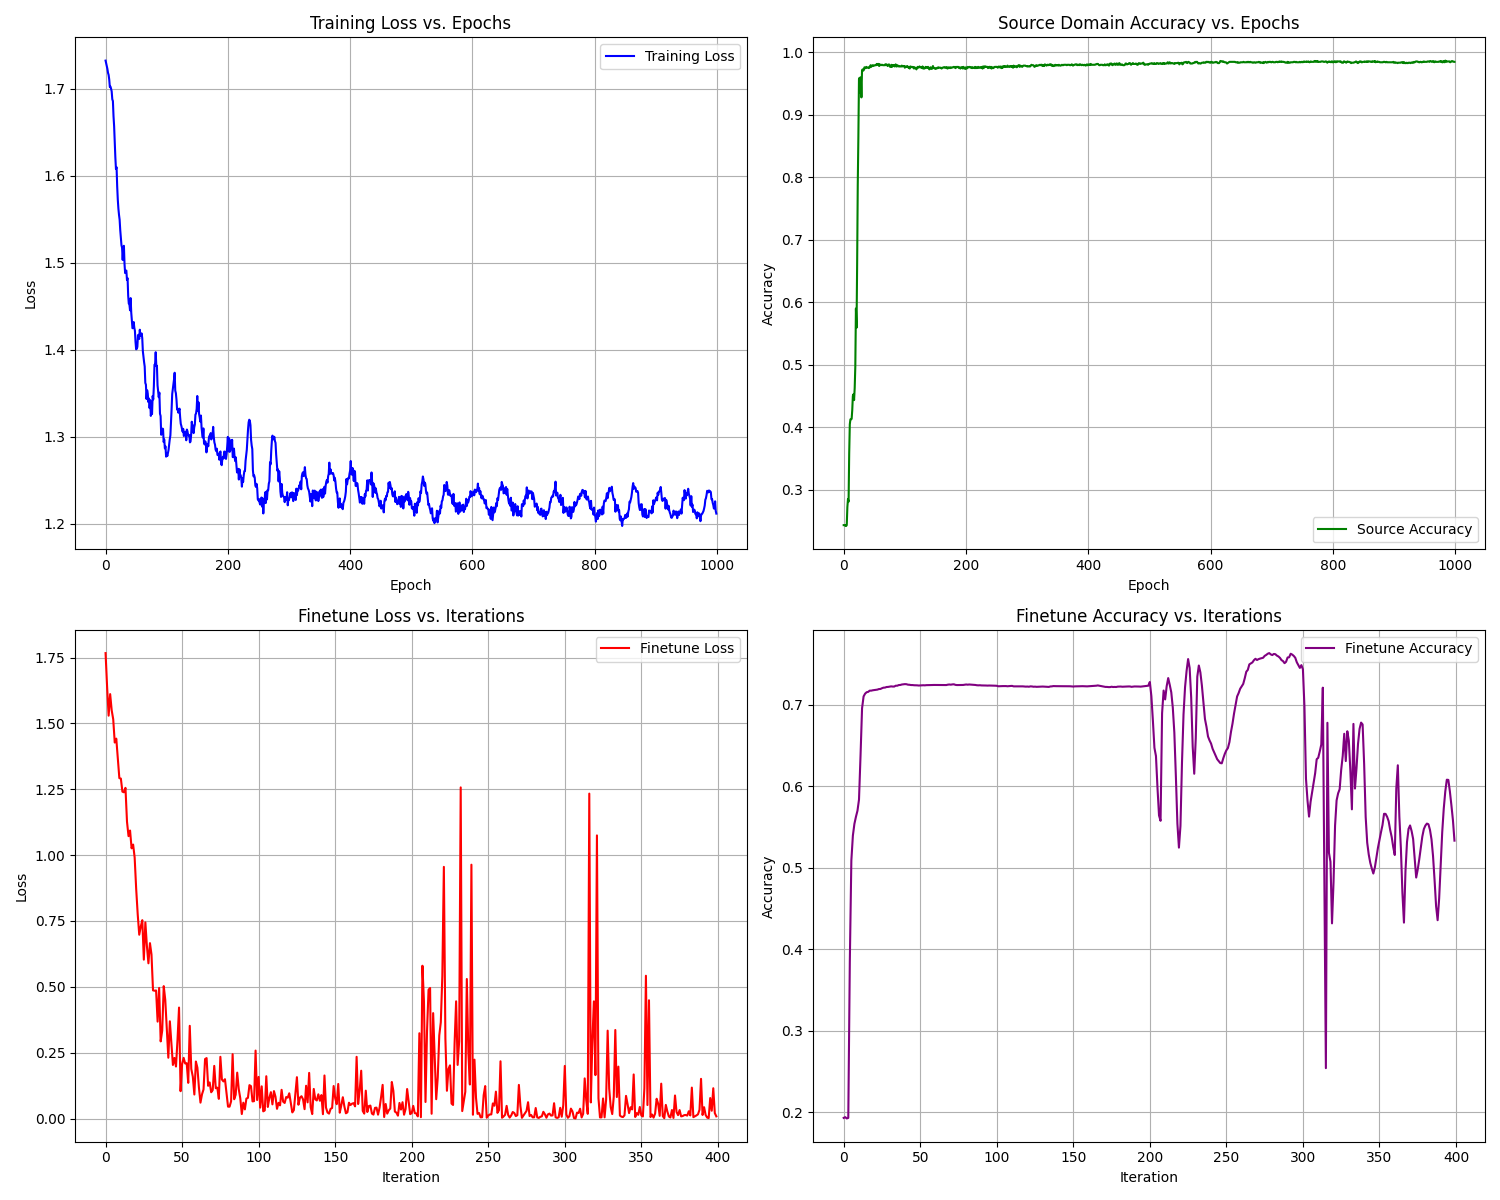 Training Loss vs. Epochs
Training Loss
1.7
1.6
1.5
1.4
1.3
1.2
Loss
0 200 400 600 800 1000
Epoch
Source Domain Accuracy vs. Epochs
1.0
0.9
0.8
0.7
0.6
0.5
0.4
0.3
Accuracy
Source Accuracy
0 200 400 600 800 1000
Epoch
Finetune Loss vs. Iterations
Finetune Loss
1.75
1.50
1.25
1.00
0.75
0.50
0.25
0.00
Loss
0 50 100 150 200 250 300 350 400
Iteration
Finetune Accuracy vs. Iterations
Finetune Accuracy
0.7
0.6
0.5
0.4
0.3
0.2
Accuracy
0 50 100 150 200 250 300 350 400
Iteration